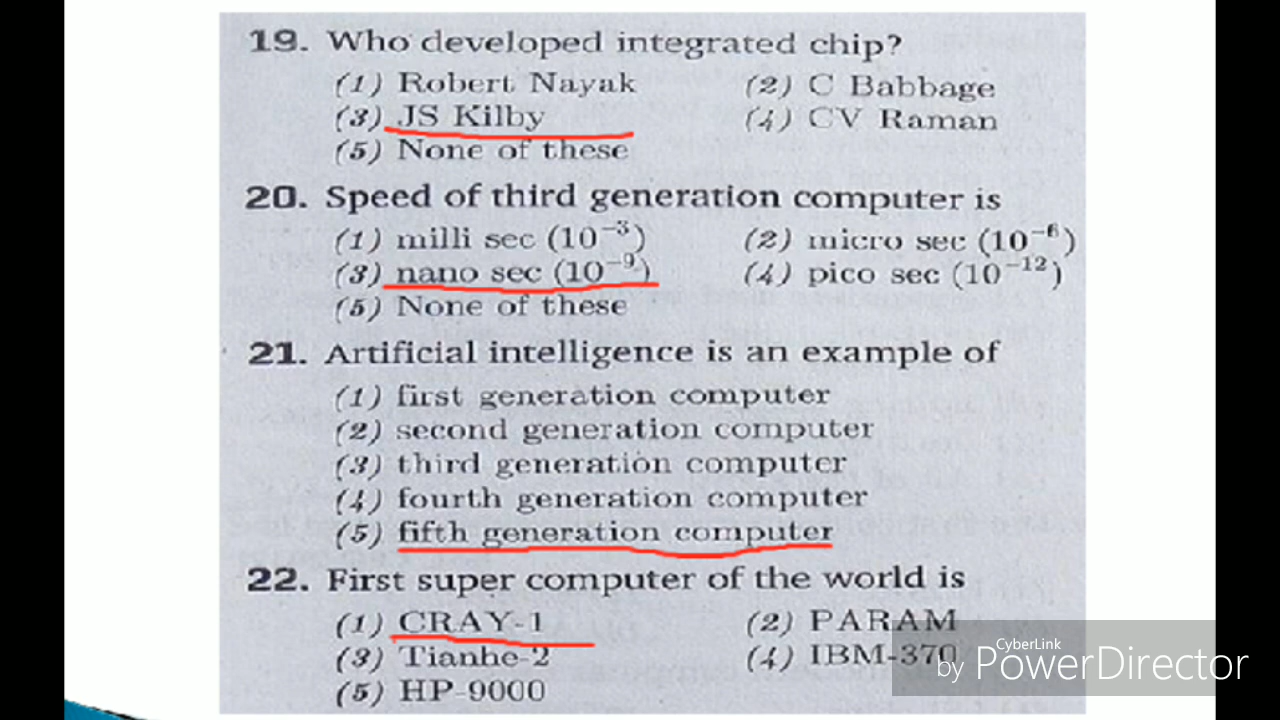 19. Who developed integrated chip?
(1) Robert Nayak (2) C Babbage
(3) JS Kilby (4) CV Raman
(5) None of these
20. Speed of third generation computer is
(1) milli sec (10⁻³) (2) micro sec (10⁻⁶)
(3) nano sec (10⁻⁹) (4) pico sec (10⁻¹²)
(5) None of these
21. Artificial intelligence is an example of
(1) first generation computer
(2) second generation computer
(3) third generation computer
(4) fourth generation computer
(5) fifth generation computer
22. First super computer of the world is
(1) CRAY-1 (2) PARAM
(3) Tianhe-2 (4) IBM-370
(5) HP-9000
CyberLink
by PowerDirector